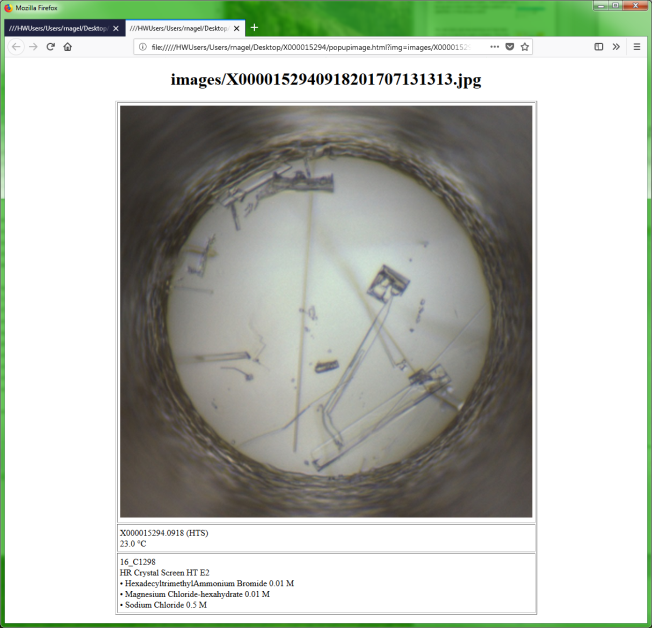 Mozilla Firefox
///HWUsers/Users/rnagel/Desktop
///HWUsers/Users/rnagel/Desktop
file://///HWUsers/Users/rnagel/Desktop/X000015294/popupimage.html?img=images/X00001529
images/X0000152940918201707131313.jpg
X000015294.0918 (HTS)
23.0 °C
16_C1298
HR Crystal Screen HT E2
• HexadecyltrimethylAmmonium Bromide 0.01 M
• Magnesium Chloride-hexahydrate 0.01 M
• Sodium Chloride 0.5 M